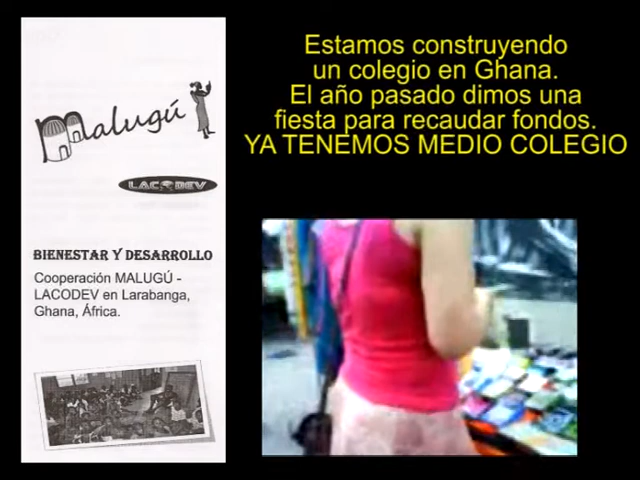 Malugú
LACODEV
BIENESTAR Y DESARROLLO
Cooperación MALUGÚ -
LACODEV en Larabanga,
Ghana, África.
Estamos construyendo
un colegio en Ghana.
El año pasado dimos una
fiesta para recaudar fondos.
YA TENEMOS MEDIO COLEGIO